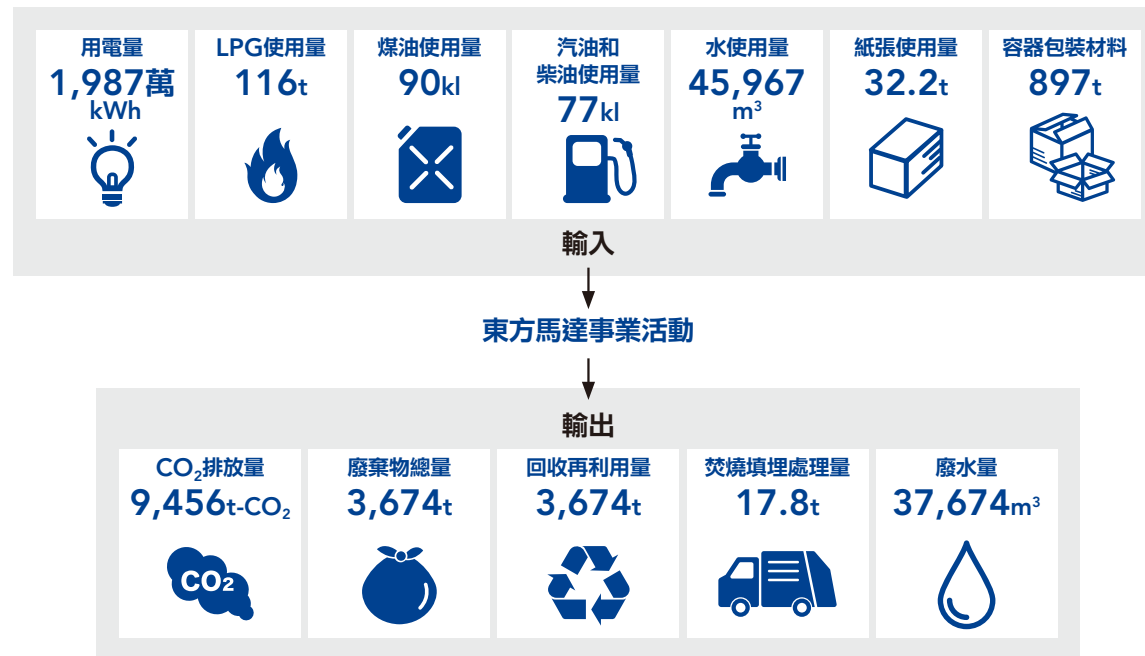 用電量
1,987萬
kWh
LPG使用量
116t
煤油使用量
90kl
汽油和
柴油使用量
77kl
水使用量
45,967
m³
紙張使用量
32.2t
容器包裝材料
897t
輸入
東方馬達事業活動
輸出
CO₂排放量
9,456t-CO₂
CO2
廢棄物總量
3,674t
回收再利用量
3,674t
焚燒填埋處理量
17.8t
廢水量
37,674m³